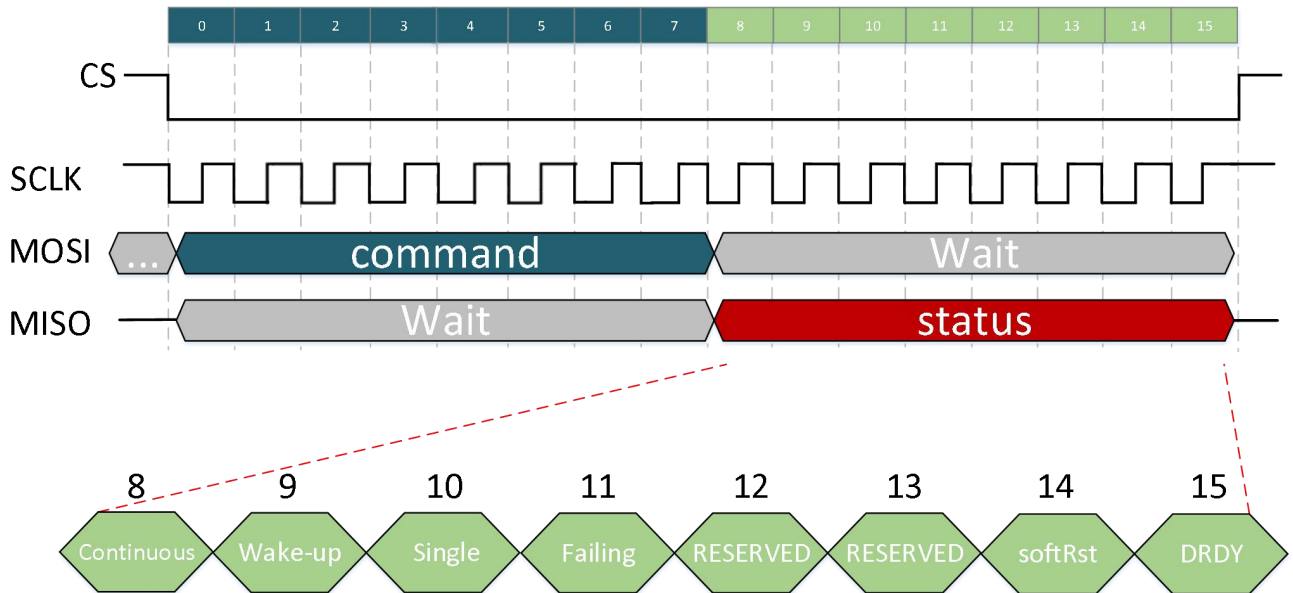 0 1 2 3 4 5 6 7 8 9 10 11 12 13 14 15
CS
SCLK
MOSI ... command Wait
MISO Wait status
8 9 10 11 12 13 14 15
Continuous Wake-up Single Failing RESERVED RESERVED softRst DRDY